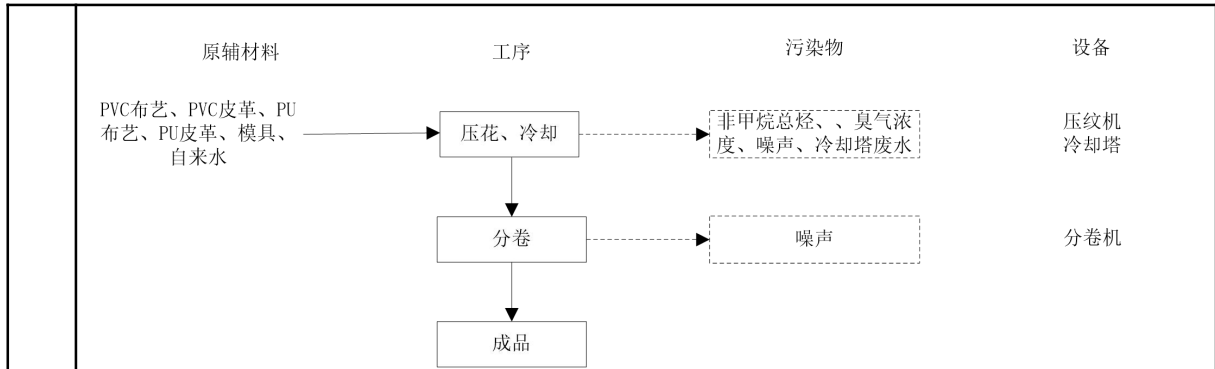 原辅材料 工序 污染物 设备
PVC布艺、PVC皮革、PU
布艺、PU皮革、模具、
自来水
压花、冷却
非甲烷总烃、、臭气浓
度、噪声、冷却塔废水
压纹机
冷却塔
分卷
噪声
分卷机
成品